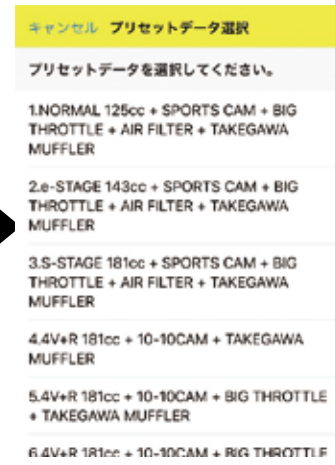 キャンセル プリセットデータ選択
プリセットデータを選択してください。
1.NORMAL 125cc + SPORTS CAM + BIG
THROTTLE + AIR FILTER + TAKEGAWA
MUFFLER
2.e-STAGE 143cc + SPORTS CAM + BIG
THROTTLE + AIR FILTER + TAKEGAWA
MUFFLER
3.S-STAGE 181cc + SPORTS CAM + BIG
THROTTLE + AIR FILTER + TAKEGAWA
MUFFLER
4.4V+R 181cc + 10-10CAM + TAKEGAWA
MUFFLER
5.4V+R 181cc + 10-10CAM + BIG THROTTLE
+ TAKEGAWA MUFFLER
6.4V+R 181cc + 10-10CAM + BIG THROTTLE